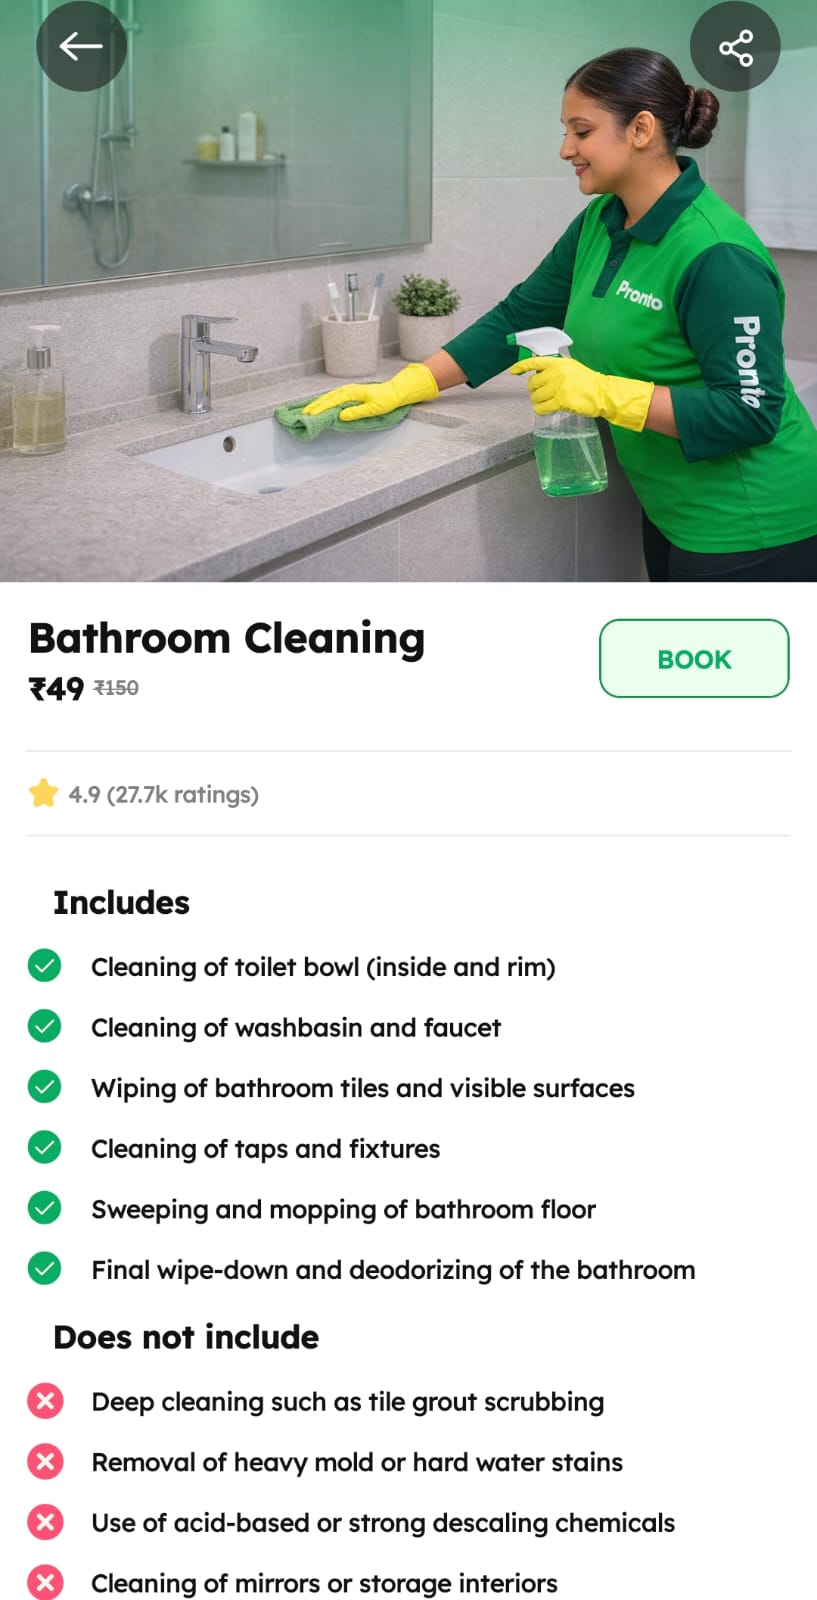 Pronto
Pronto
Bathroom Cleaning
₹49 ₹150
BOOK
4.9 (27.7k ratings)
Includes
Cleaning of toilet bowl (inside and rim)
Cleaning of washbasin and faucet
Wiping of bathroom tiles and visible surfaces
Cleaning of taps and fixtures
Sweeping and mopping of bathroom floor
Final wipe-down and deodorizing of the bathroom
Does not include
Deep cleaning such as tile grout scrubbing
Removal of heavy mold or hard water stains
Use of acid-based or strong descaling chemicals
Cleaning of mirrors or storage interiors